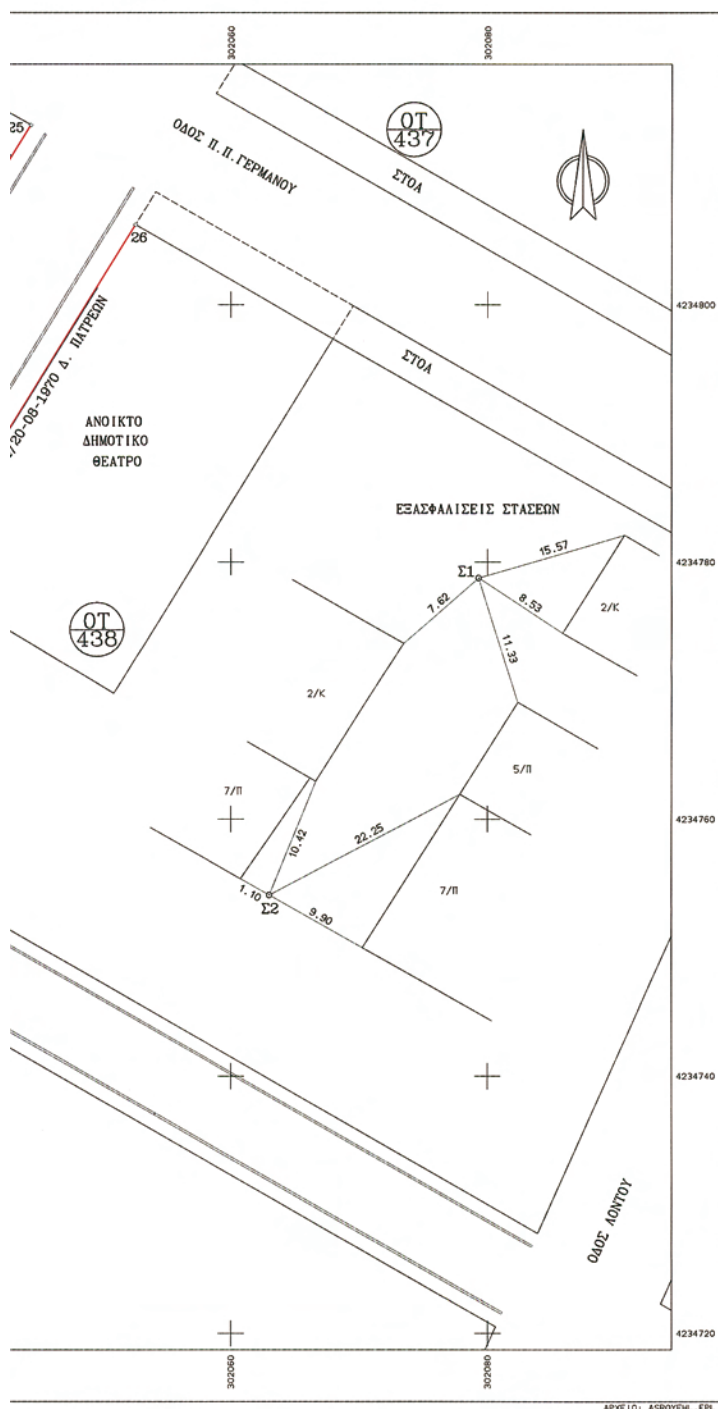 302060
302080
25
ΟΔΟΣ Π.Π.ΓΕΡΜΑΝΟΥ
ΟΤ
437
ΣΤΟΑ
26
4234800
/20-08-1970 Δ. ΠΑΤΡΕΩΝ
ΣΤΟΑ
ΑΝΟΙΚΤΟ
ΔΗΜΟΤΙΚΟ
ΘΕΑΤΡΟ
ΕΞΑΣΦΑΛΙΣΕΙΣ ΣΤΑΣΕΩΝ
15.57
4234780
Σ1
7.62
8.53
2/Κ
ΟΤ
438
11.33
2/Κ
5/Π
7/Π
4234760
22.25
10.42
7/Π
1.10
Σ2
9.90
4234740
ΟΔΟΣ ΛΟΝΤΟΥ
4234720
302060
302080